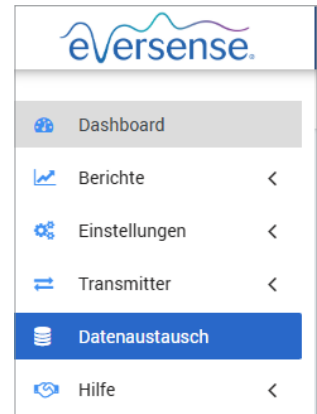 eversense.
Dashboard
Berichte
Einstellungen
Transmitter
Datenaustausch
Hilfe